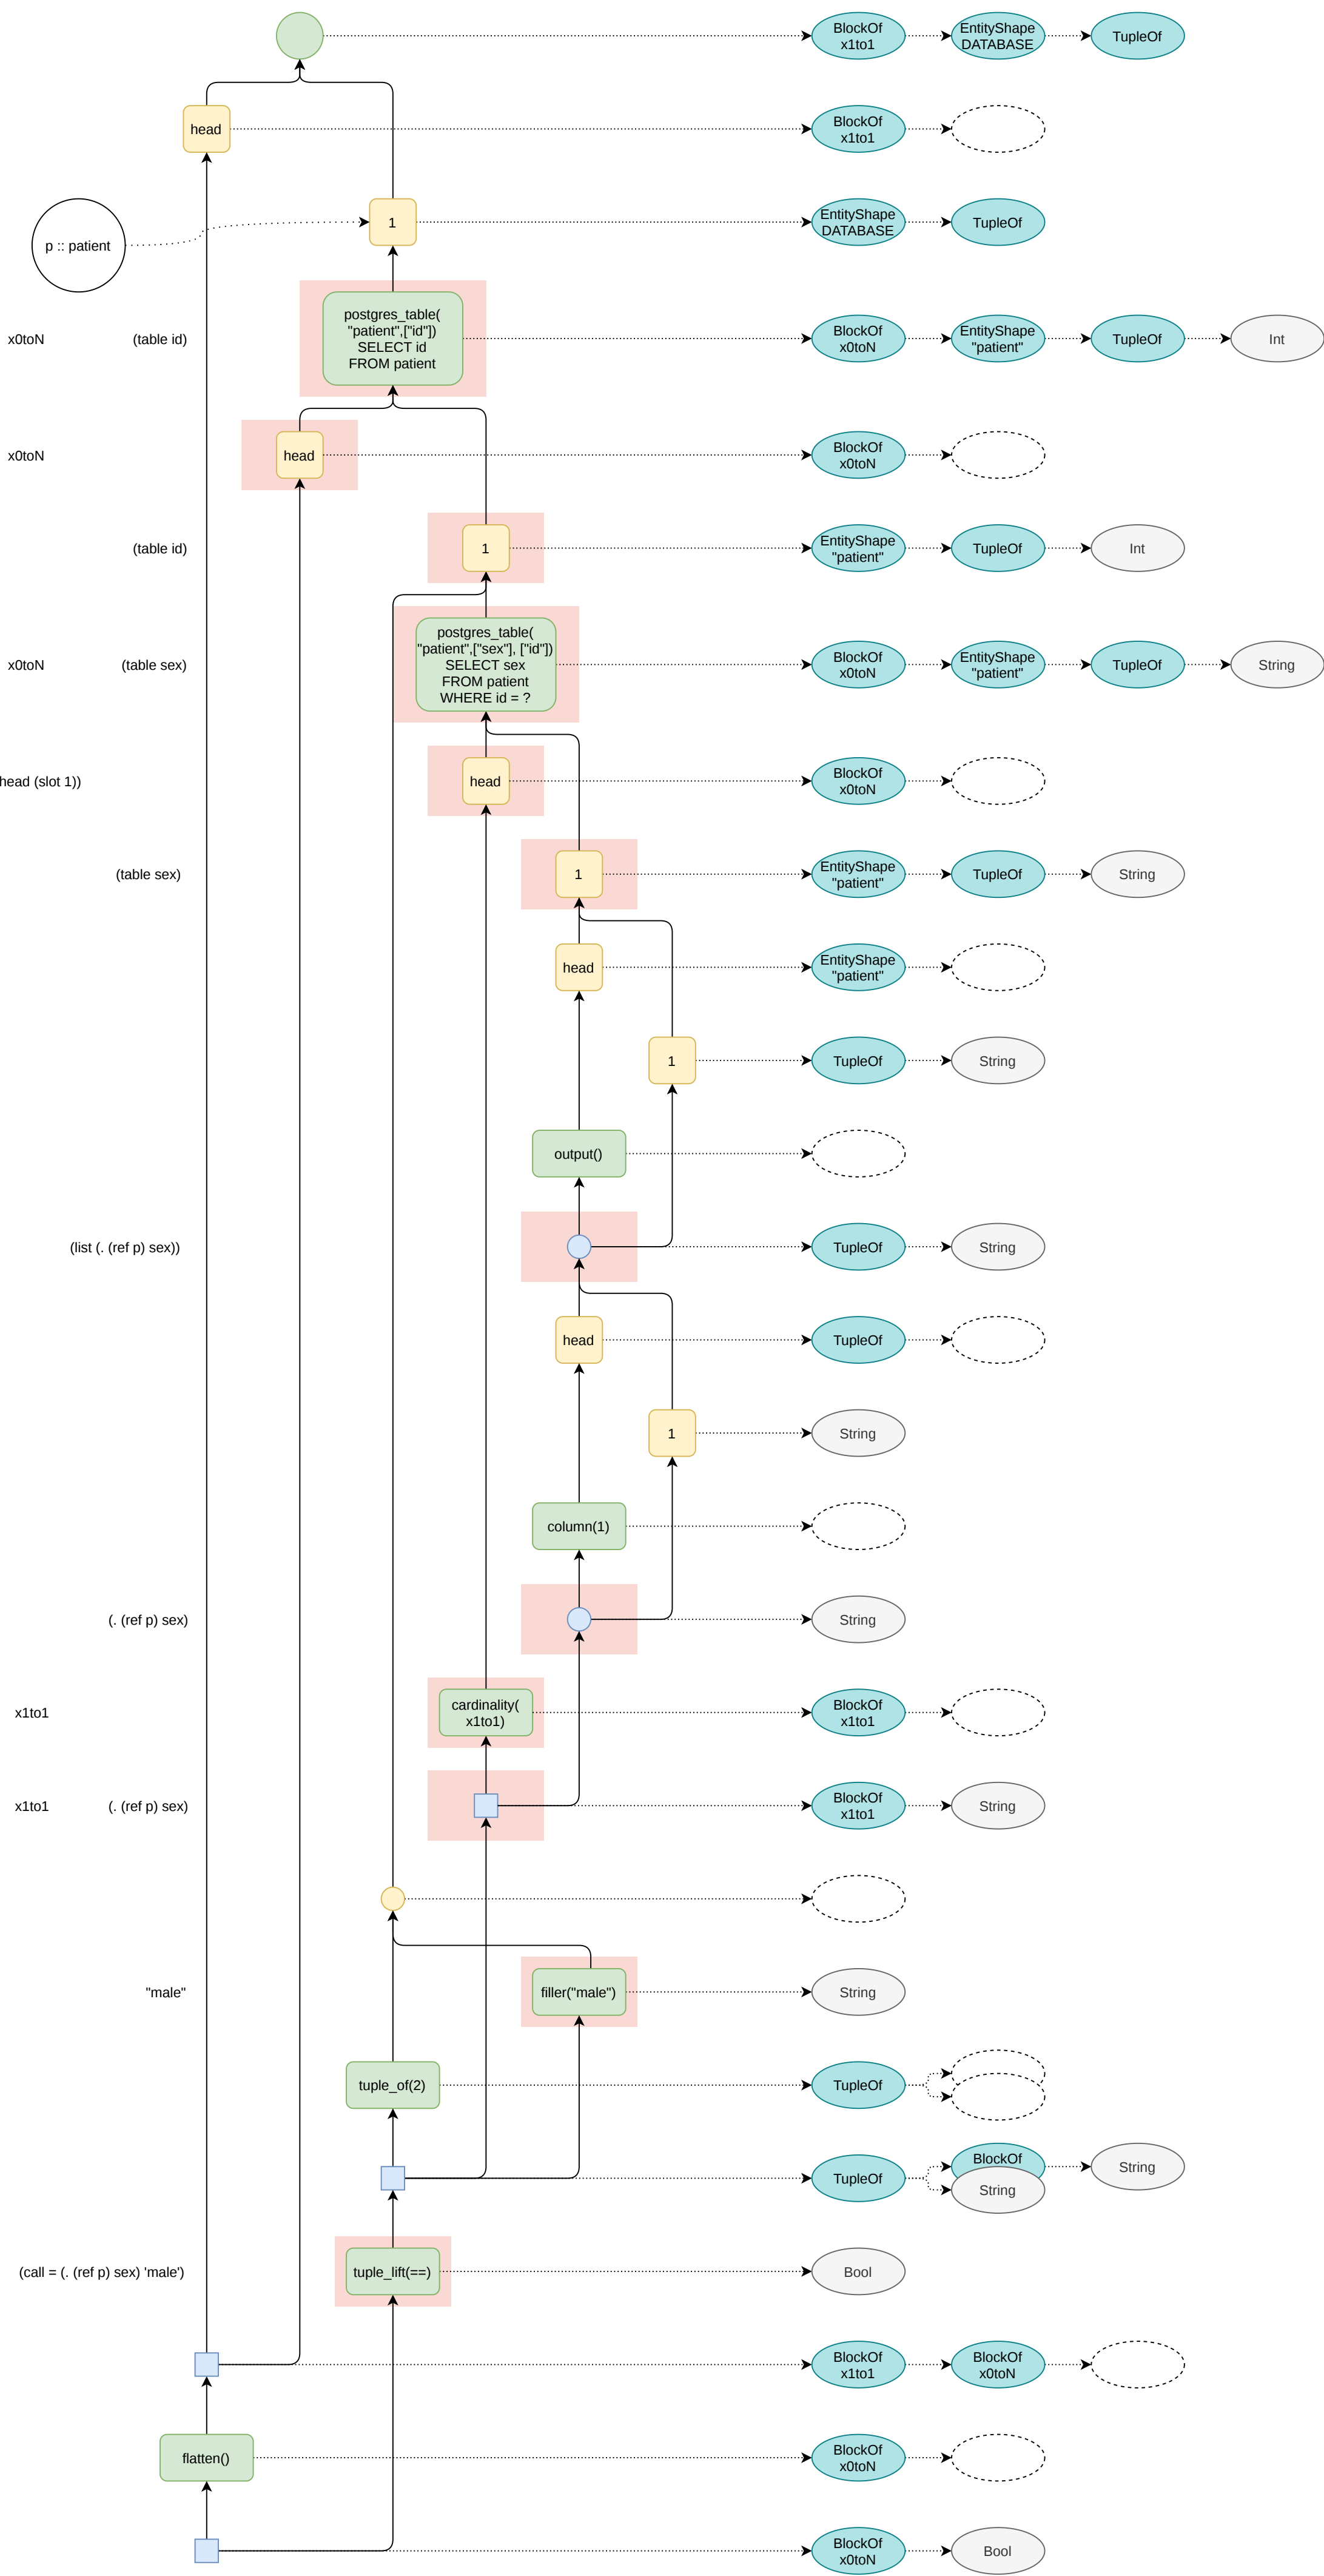 BlockOf
x1to1
EntityShape
DATABASE
TupleOf
head
BlockOf
x1to1
p :: patient
1
EntityShape
DATABASE
TupleOf
x0toN
(table id)
postgres_table(
"patient",["id"])
SELECT id
FROM patient
BlockOf
x0toN
EntityShape
"patient"
TupleOf
Int
x0toN
head
BlockOf
x0toN
(table id)
1
EntityShape
"patient"
TupleOf
Int
x0toN
(table sex)
postgres_table(
"patient",["sex"], ["id"])
SELECT sex
FROM patient
WHERE id = ?
BlockOf
x0toN
EntityShape
"patient"
TupleOf
String
head (slot 1))
head
BlockOf
x0toN
(table sex)
1
EntityShape
"patient"
TupleOf
String
head
EntityShape
"patient"
1
TupleOf
String
output()
(list (. (ref p) sex))
TupleOf
String
head
TupleOf
1
String
column(1)
(. (ref p) sex)
String
x1to1
cardinality(
x1to1)
BlockOf
x1to1
x1to1
(. (ref p) sex)
BlockOf
x1to1
String
"male"
filler("male")
String
tuple_of(2)
TupleOf
TupleOf
BlockOf
String
String
(call = (. (ref p) sex) 'male')
tuple_lift(==)
Bool
BlockOf
x1to1
BlockOf
x0toN
flatten()
BlockOf
x0toN
BlockOf
x0toN
Bool